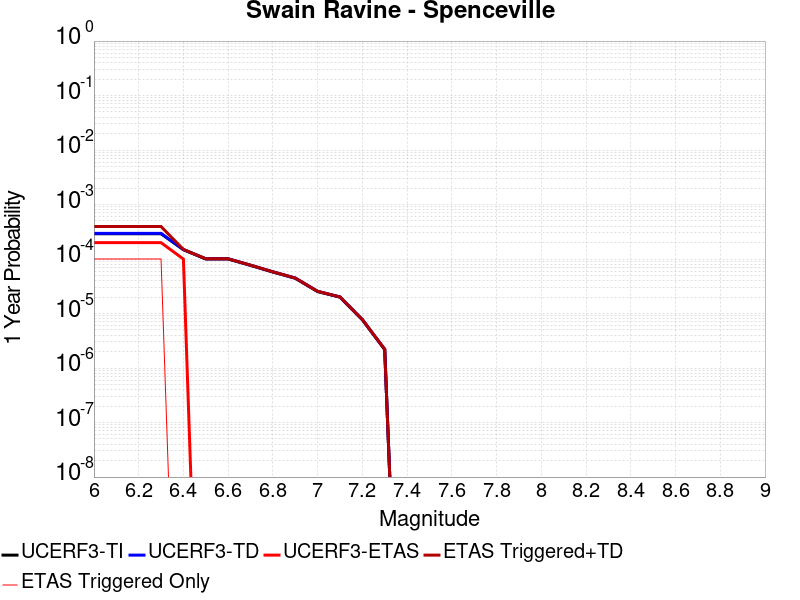 Swain Ravine - Spenceville
10^0
10^-1
10^-2
10^-3
10^-4
10^-5
10^-6
10^-7
10^-8
1 Year Probability
6 6.2 6.4 6.6 6.8 7 7.2 7.4 7.6 7.8 8 8.2 8.4 8.6 8.8 9
Magnitude
UCERF3-TI UCERF3-TD UCERF3-ETAS ETAS Triggered+TD
ETAS Triggered Only